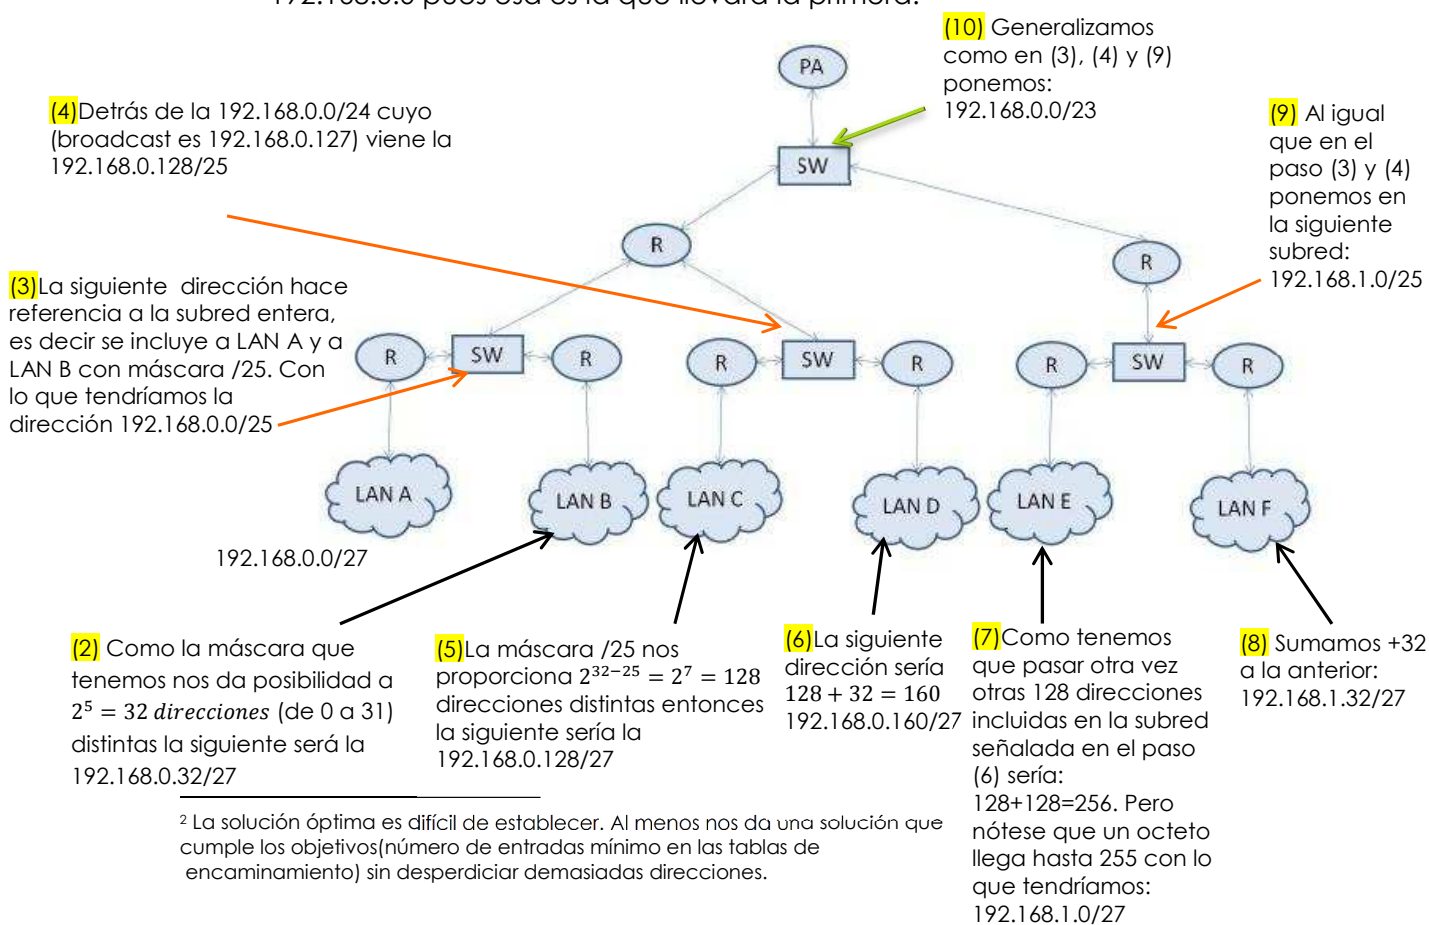 192.168.0.0 pues esa es la que llevará la primera.
(10) Generalizamos
como en (3), (4) y (9)
ponemos:
192.168.0.0/23
PA
(4)Detrás de la 192.168.0.0/24 cuyo
(broadcast es 192.168.0.127) viene la
192.168.0.128/25
(9) Al igual
que en el
paso (3) y (4)
ponemos en
la siguiente
subred:
192.168.1.0/25
SW
R
R
(3)La siguiente dirección hace
referencia a la subred entera,
es decir se incluye a LAN A y a
LAN B con máscara /25. Con
lo que tendríamos la
dirección 192.168.0.0/25
R
SW
R
R
SW
R
R
SW
R
LAN A
LAN B
LAN C
LAN D
LAN E
LAN F
192.168.0.0/27
(2) Como la máscara que
tenemos nos da posibilidad a
2⁵ = 32 direcciones (de 0 a 31)
distintas la siguiente será la
192.168.0.32/27
(5)La máscara /25 nos
proporciona 2³²⁻²⁵ = 2⁷ = 128
direcciones distintas entonces
la siguiente sería la
192.168.0.128/27
(6)La siguiente
dirección sería
128 + 32 = 160
192.168.0.160/27
(7)Como tenemos
que pasar otra vez
otras 128 direcciones
incluidas en la subred
señalada en el paso
(6) sería:
128+128=256. Pero
nótese que un octeto
llega hasta 255 con lo
que tendríamos:
192.168.1.0/27
(8) Sumamos +32
a la anterior:
192.168.1.32/27
² La solución óptima es difícil de establecer. Al menos nos da una solución que
cumple los objetivos(número de entradas mínimo en las tablas de
encaminamiento) sin desperdiciar demasiadas direcciones.